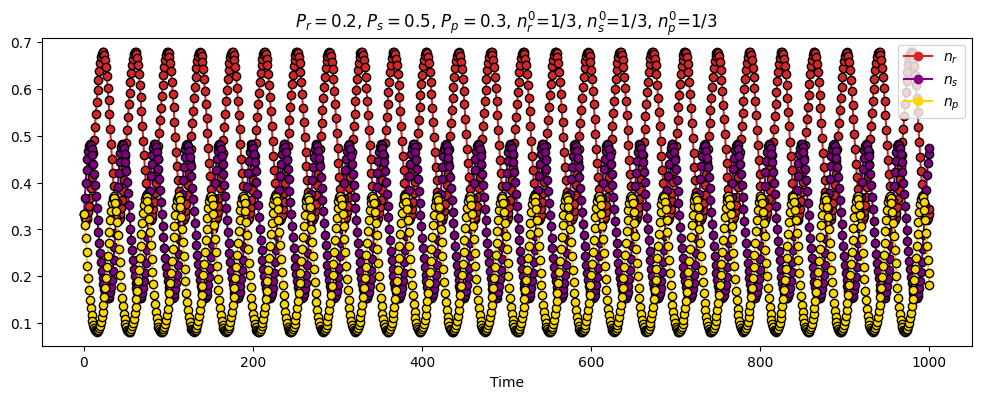 $P_r = 0.2$, $P_s = 0.5$, $P_p = 0.3$, $n_r^0$=1/3, $n_s^0$=1/3, $n_p^0$=1/3
0.7
0.6
0.5
0.4
0.3
0.2
0.1
$n_r$
$n_s$
$n_p$
0 200 400 600 800 1000
Time